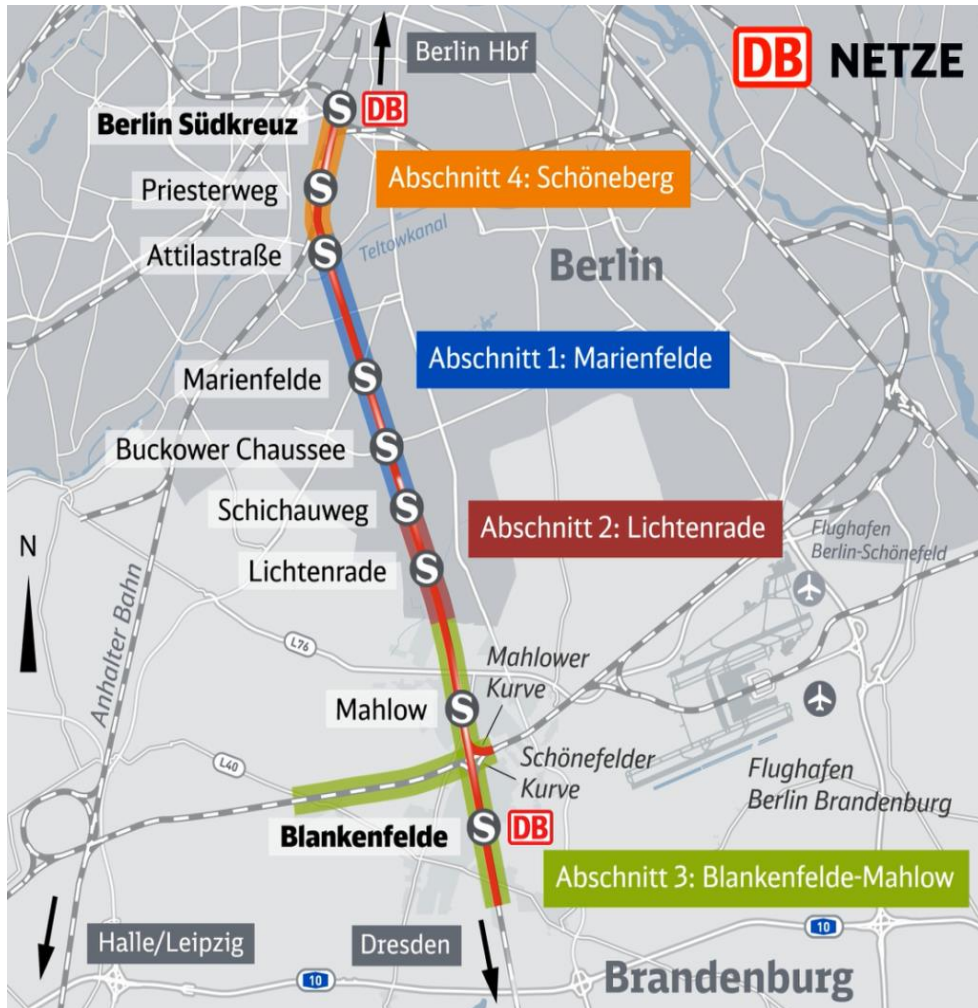 Berlin Hbf
DB NETZE
Berlin Südkreuz
S
DB
Priesterweg
S
Abschnitt 4: Schöneberg
Attilastraße
S
Teltowkanal
Berlin
Abschnitt 1: Marienfelde
Marienfelde
S
Buckower Chaussee
S
Schichauweg
S
Abschnitt 2: Lichtenrade
Flughafen
Berlin-Schönefeld
N
Lichtenrade
S
Anhalter Bahn
L76
Mahlower
Kurve
Mahlow
S
L40
Schönefelder
Kurve
Flughafen
Berlin Brandenburg
Blankenfelde
S
DB
Abschnitt 3: Blankenfelde-Mahlow
Halle/Leipzig
Dresden
10
10
Brandenburg